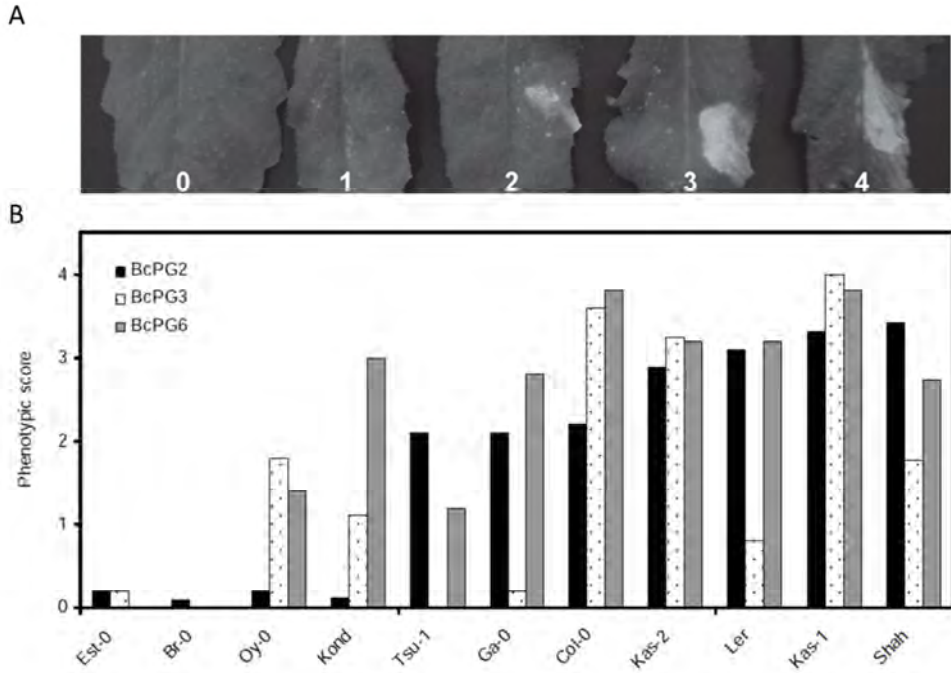 A
0 1 2 3 4
B
BcPG2
BcPG3
BcPG6
Phenotypic score
4
3
2
1
0
Est-0 Br-0 Oy-0 Kond Tsu-1 Ga-0 Col-0 Kas-2 Ler Kas-1 Shah